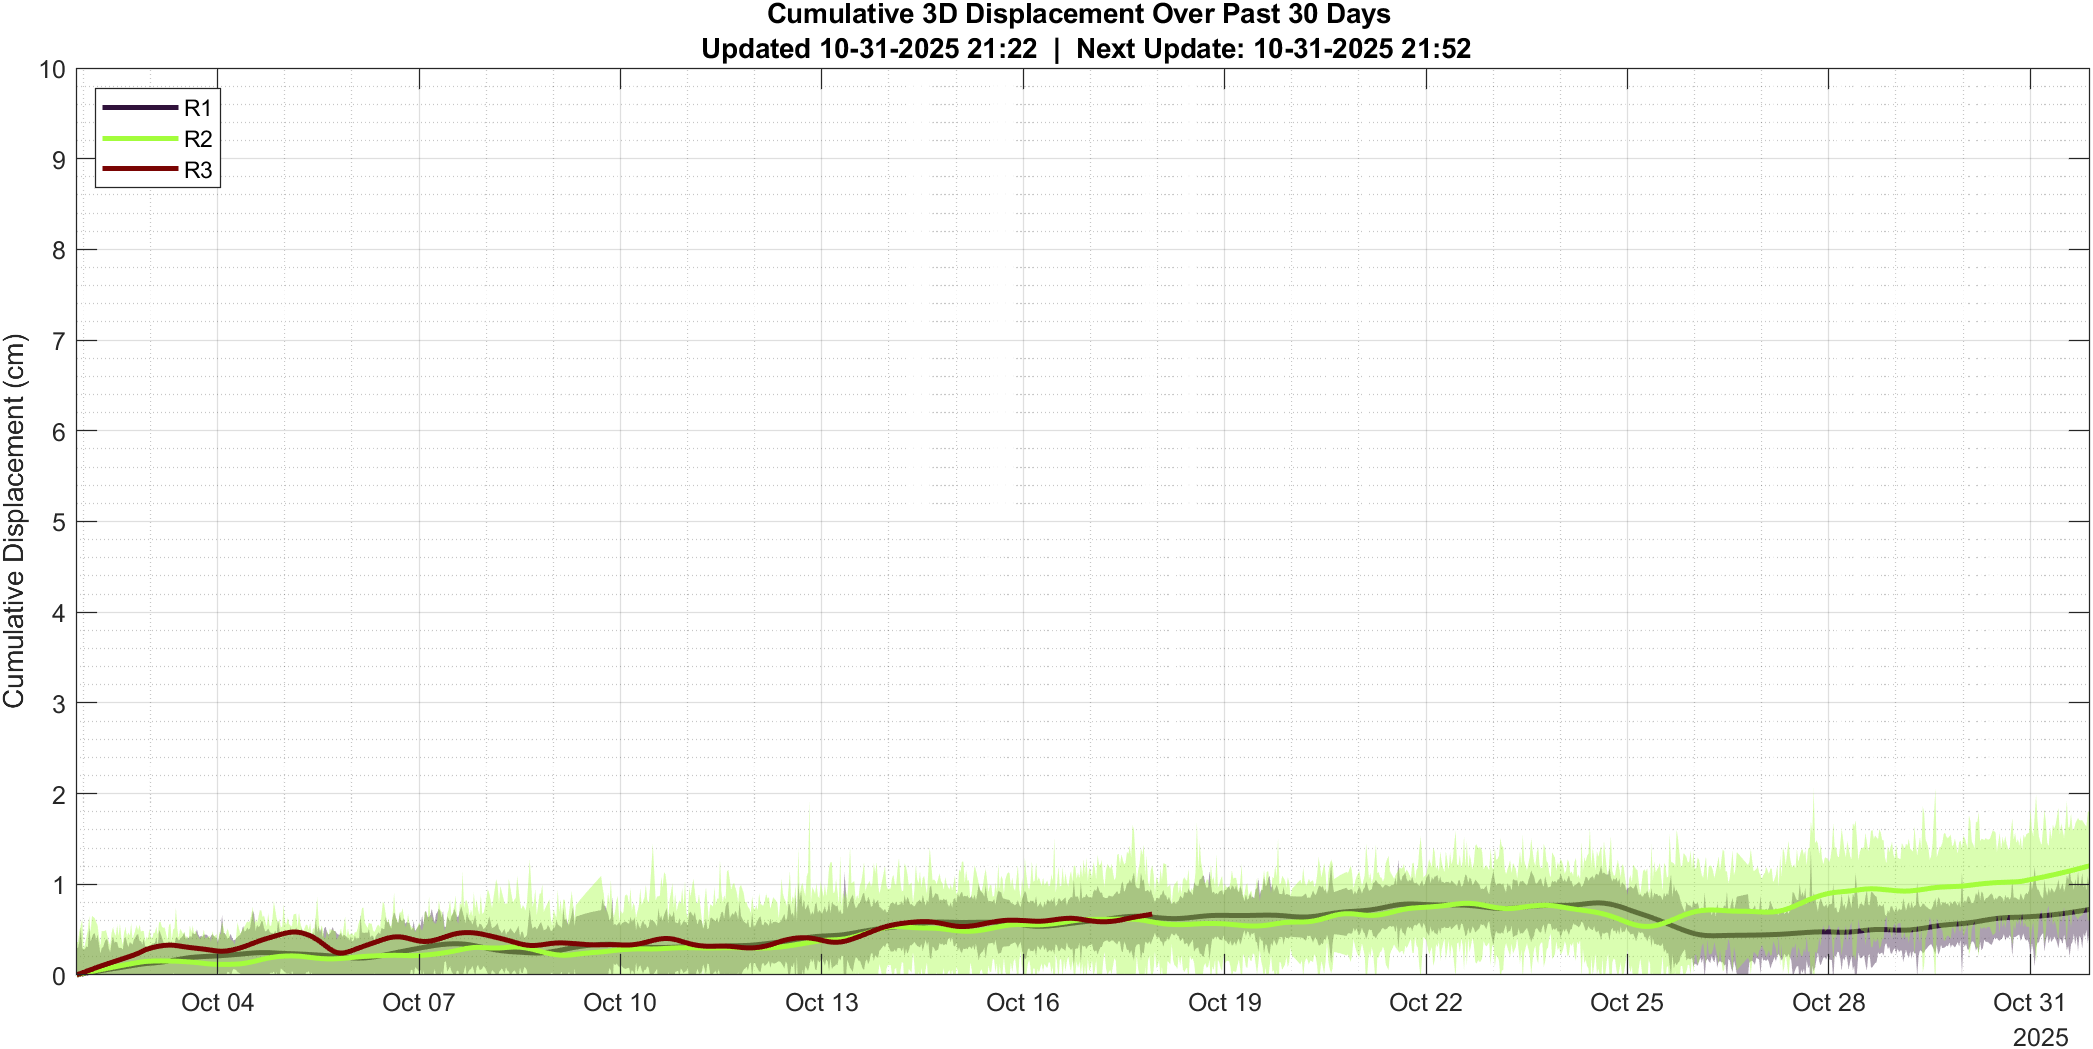 Cumulative 3D Displacement Over Past 30 Days
Updated 10-31-2025 21:22 | Next Update: 10-31-2025 21:52
R1
R2
R3
Cumulative Displacement (cm)
10
9
8
7
6
5
4
3
2
1
0
Oct 04
Oct 07
Oct 10
Oct 13
Oct 16
Oct 19
Oct 22
Oct 25
Oct 28
Oct 31
2025